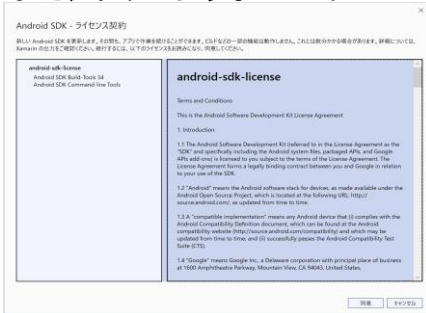 Android SDK - ライセンス契約
新しい Android SDK を更新します。その間も、アプリで作業を続けることができますが、ビルドなどの一部の機能は動作しません。これには数分かかる場合があります。詳細については、
Xamarin の出力をご確認ください。続行するには、以下のライセンスをお読みになり、同意してください。
android-sdk-license
Android SDK Build-Tools 34
Android SDK Command-line Tools
android-sdk-license
Terms and Conditions
This is the Android Software Development Kit License Agreement
1. Introduction
1.1 The Android Software Development Kit (referred to in the License Agreement as the
"SDK" and specifically including the Android system files, packaged APIs, and Google
APIs add-ons) is licensed to you subject to the terms of the License Agreement. The
License Agreement forms a legally binding contract between you and Google in relation
to your use of the SDK.
1.2 "Android" means the Android software stack for devices, as made available under the
Android Open Source Project, which is located at the following URL: http://
source.android.com/, as updated from time to time.
1.3 A "compatible implementation" means any Android device that (i) complies with the
Android Compatibility Definition document, which can be found at the Android
compatibility website (http://source.android.com/compatibility) and which may be
updated from time to time; and (ii) successfully passes the Android Compatibility Test
Suite (CTS).
1.4 "Google" means Google Inc., a Delaware corporation with principal place of business
at 1600 Amphitheatre Parkway, Mountain View, CA 94043, United States.
同意
キャンセル